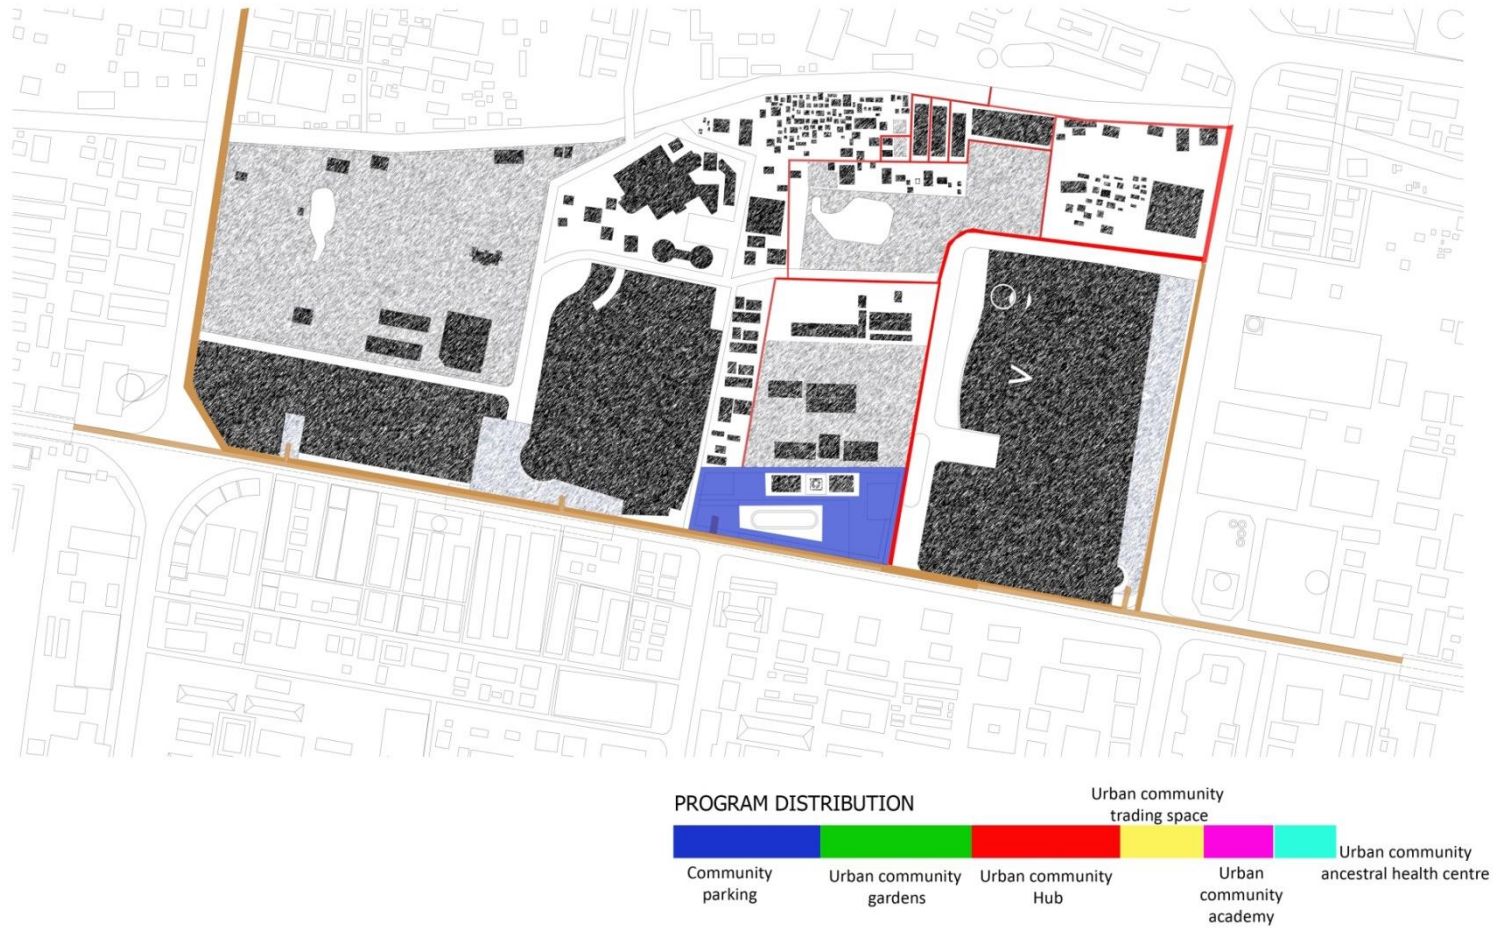 PROGRAM DISTRIBUTION
Urban community
trading space
Community
parking
Urban community
gardens
Urban community
Hub
Urban
community
academy
Urban community
ancestral health centre